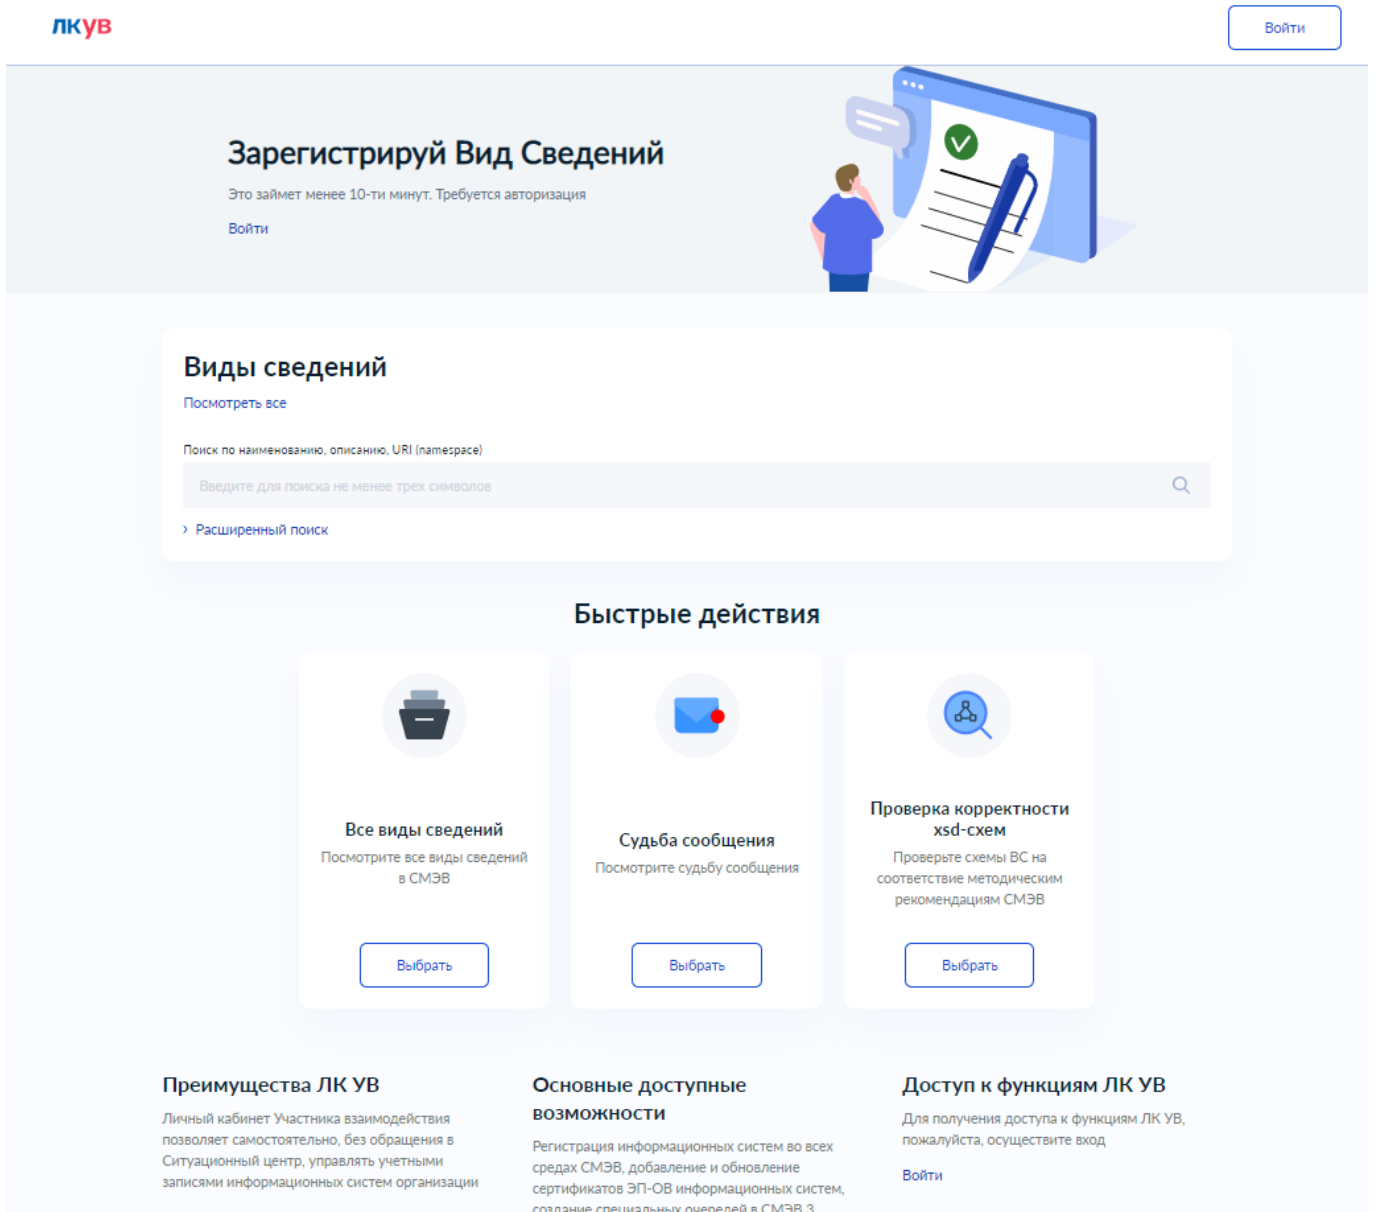 ЛКУВ
Войти
Зарегистрируй Вид Сведений
Это займет менее 10-ти минут. Требуется авторизация
Войти
Виды сведений
Посмотреть все
Поиск по наименованию, описанию, URI (namespace)
Введите для поиска не менее трех символов
Расширенный поиск
Быстрые действия
Все виды сведений
Посмотрите все виды сведений
в СМЭВ
Выбрать
Судьба сообщения
Посмотрите судьбу сообщения
Выбрать
Проверка корректности
xsd-схем
Проверьте схемы ВС на
соответствие методическим
рекомендациям СМЭВ
Выбрать
Преимущества ЛК УВ
Личный кабинет Участника взаимодействия
позволяет самостоятельно, без обращения в
Ситуационный центр, управлять учетными
записями информационных систем организации
Основные доступные
возможности
Регистрация информационных систем во всех
средах СМЭВ, добавление и обновление
сертификатов ЭП-ОВ информационных систем,
создание специальных очередей в СМЭВ 3
Доступ к функциям ЛК УВ
Для получения доступа к функциям ЛК УВ,
пожалуйста, осуществите вход
Войти